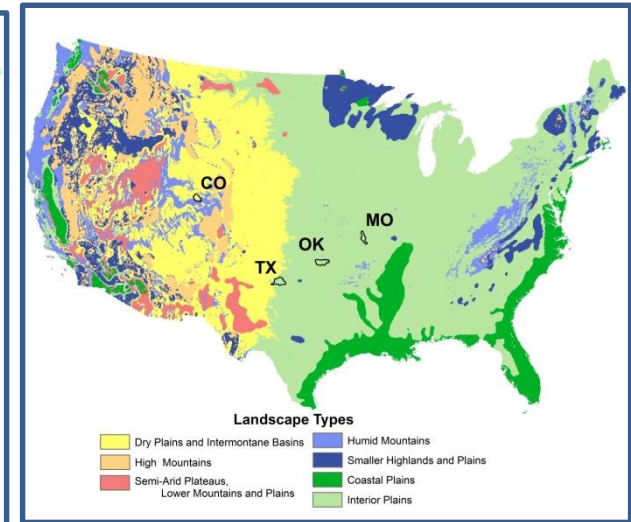 CO
MO
OK
TX
Landscape Types
Dry Plains and Intermontane Basins
High Mountains
Semi-Arid Plateaus,
Lower Mountains and Plains
Humid Mountains
Smaller Highlands and Plains
Coastal Plains
Interior Plains